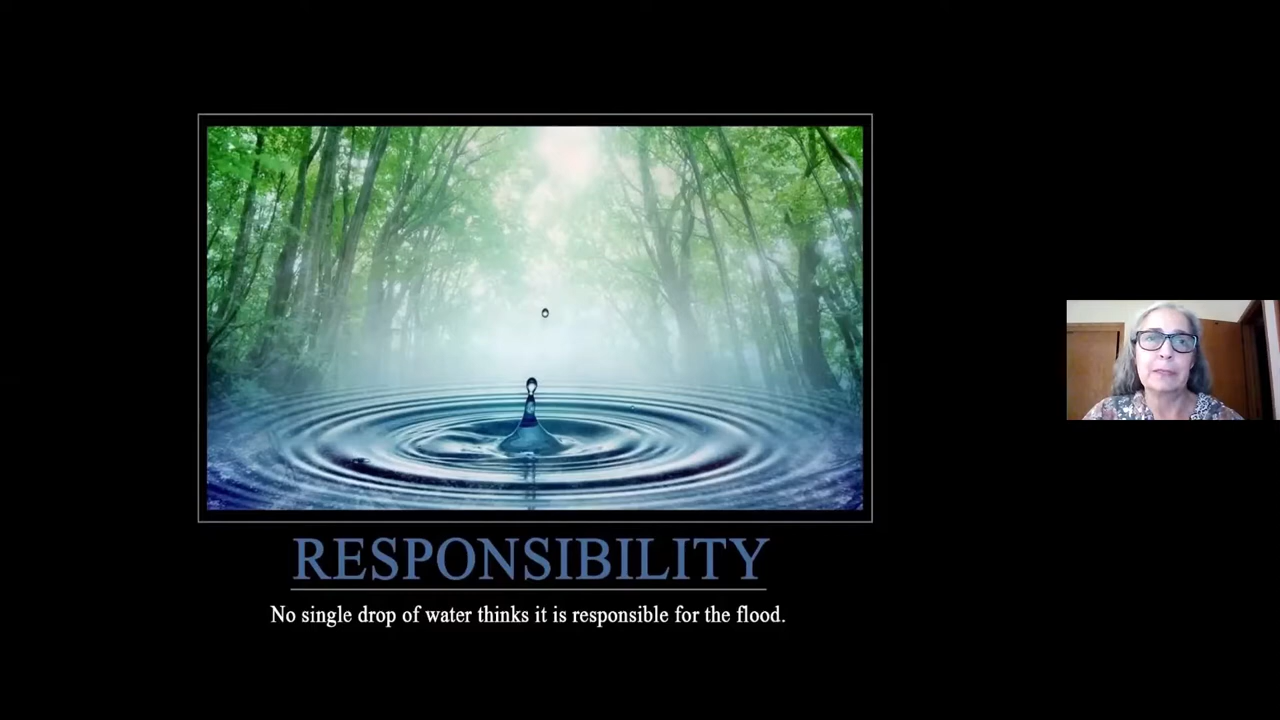 RESPONSIBILITY
No single drop of water thinks it is responsible for the flood.